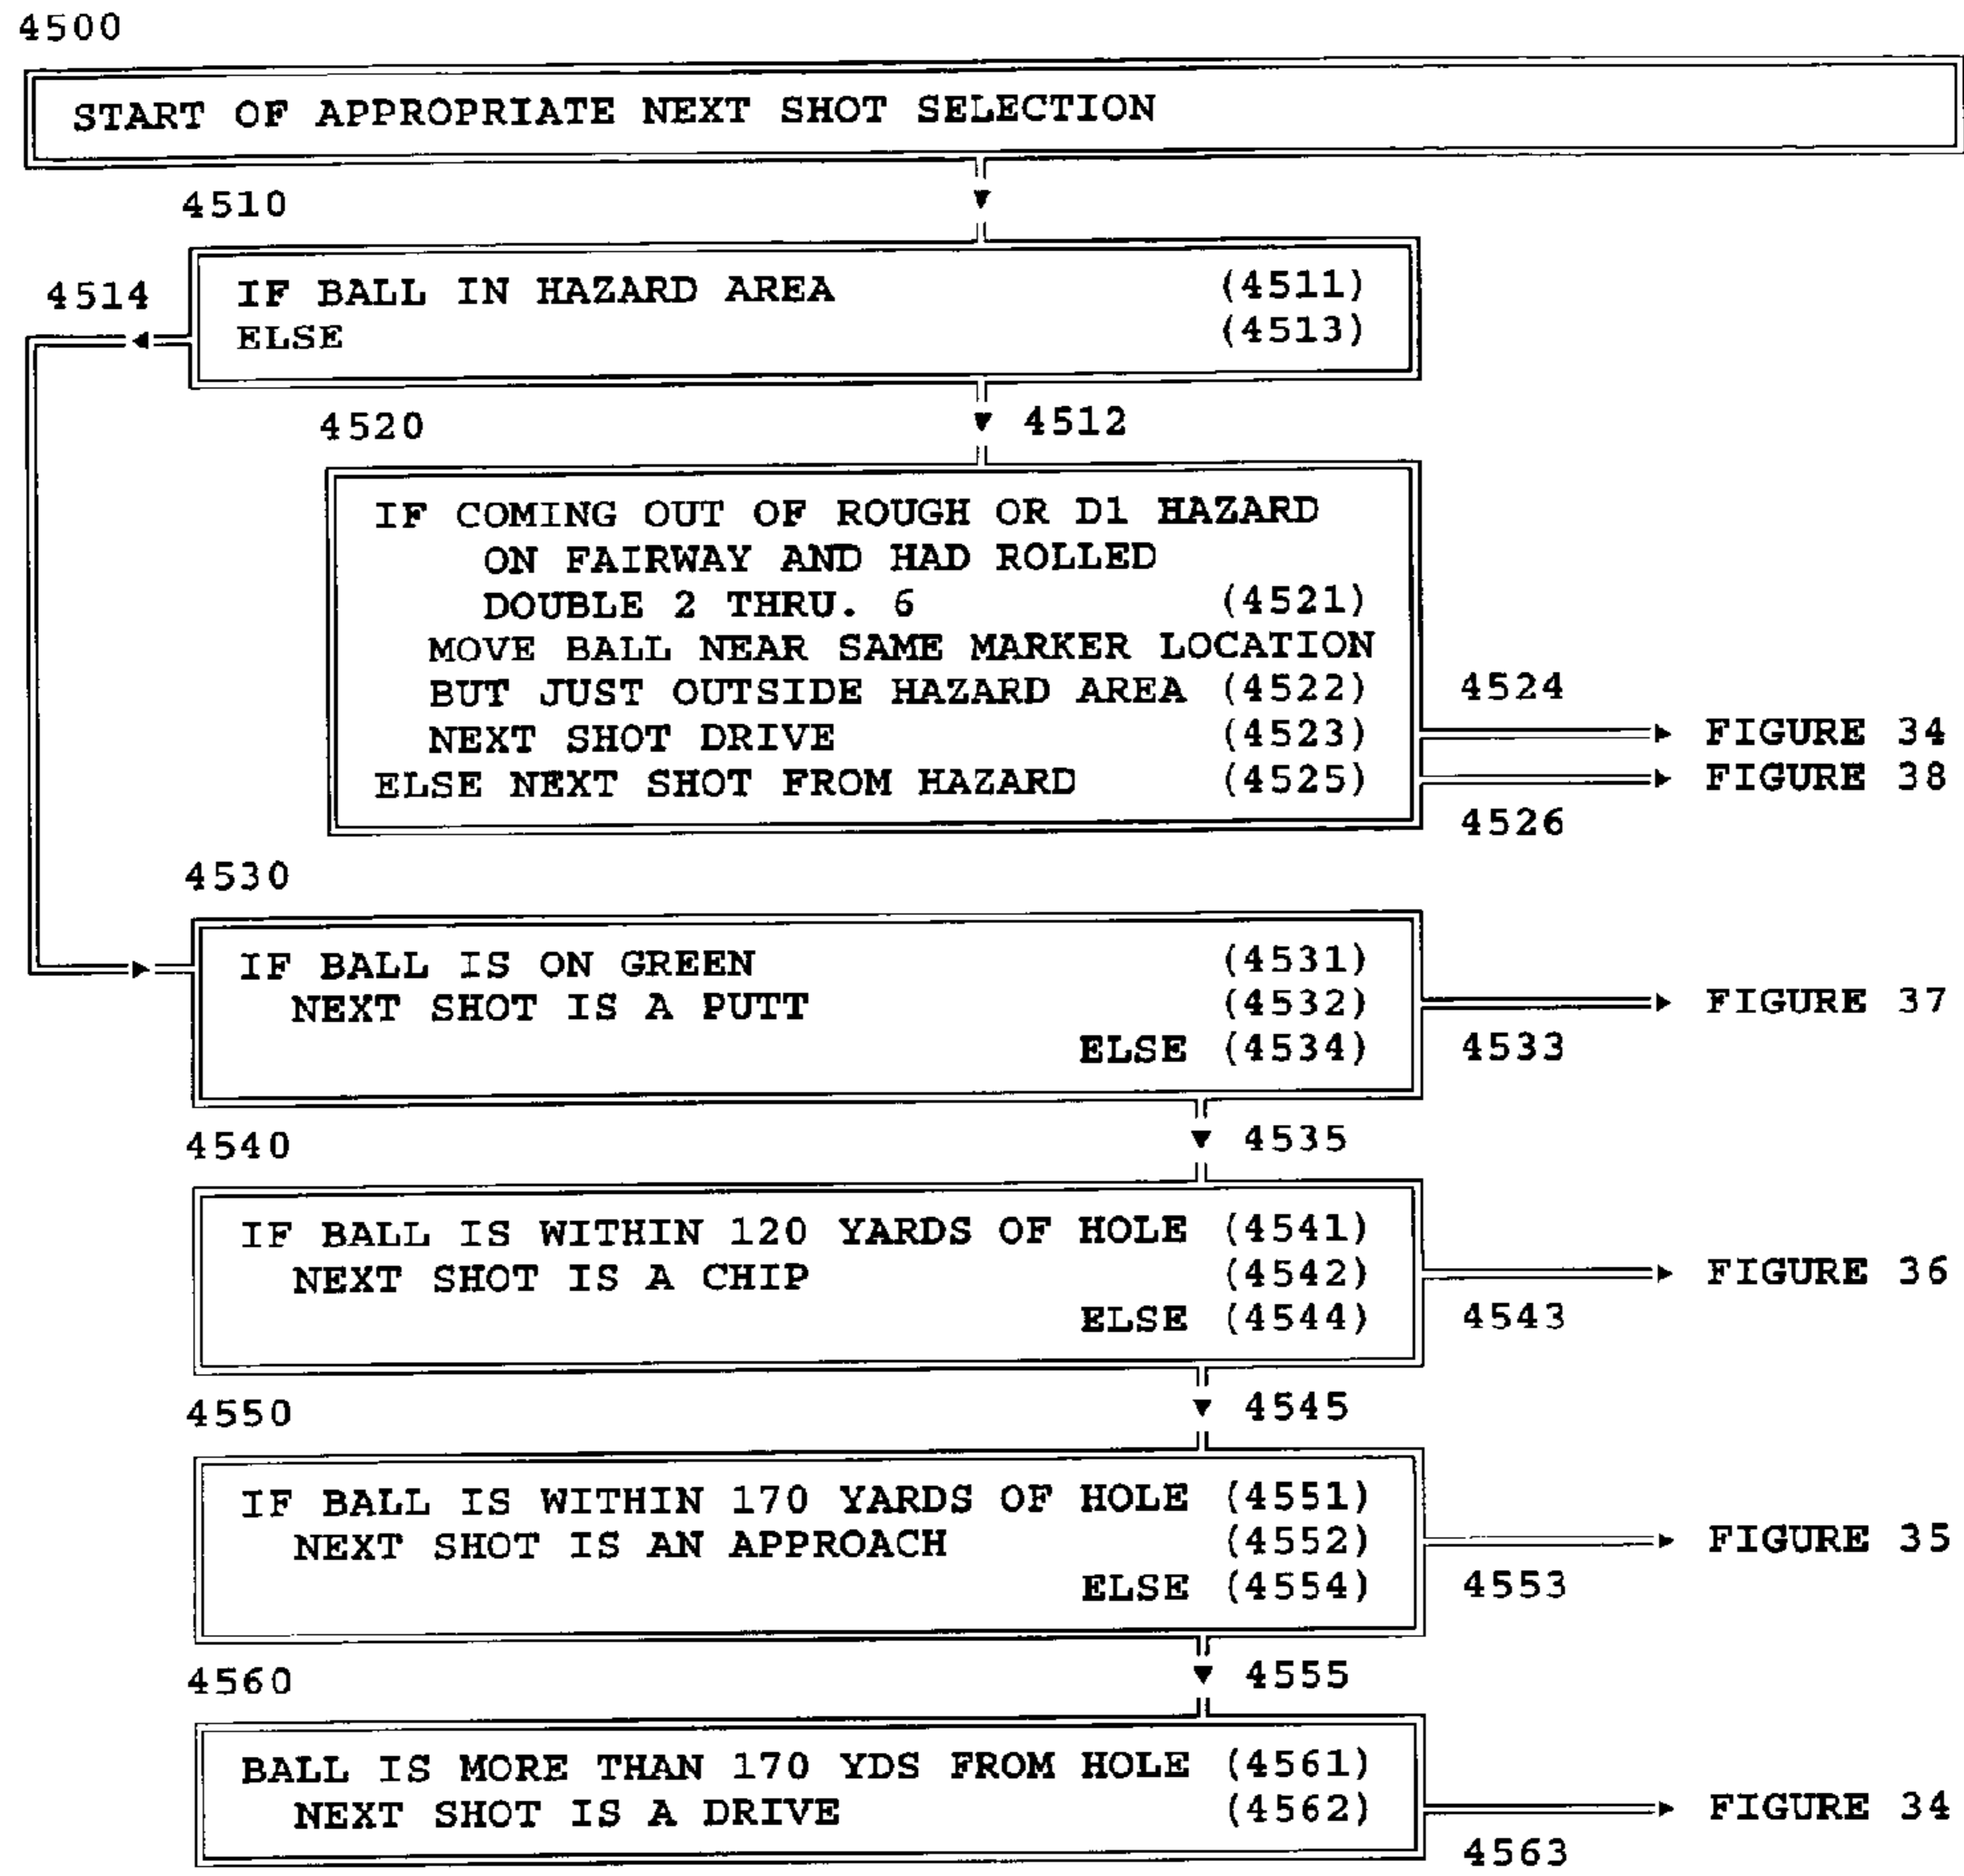 4500
START OF APPROPRIATE NEXT SHOT SELECTION
4510
4514
IF BALL IN HAZARD AREA (4511)
ELSE (4513)
4520
4512
IF COMING OUT OF ROUGH OR D1 HAZARD
ON FAIRWAY AND HAD ROLLED
DOUBLE 2 THRU. 6 (4521)
MOVE BALL NEAR SAME MARKER LOCATION
BUT JUST OUTSIDE HAZARD AREA (4522)
4524
NEXT SHOT DRIVE (4523)
FIGURE 34
ELSE NEXT SHOT FROM HAZARD (4525)
FIGURE 38
4526
4530
IF BALL IS ON GREEN (4531)
NEXT SHOT IS A PUTT (4532)
FIGURE 37
ELSE (4534)
4533
4540
4535
IF BALL IS WITHIN 120 YARDS OF HOLE (4541)
NEXT SHOT IS A CHIP (4542)
FIGURE 36
ELSE (4544)
4543
4550
4545
IF BALL IS WITHIN 170 YARDS OF HOLE (4551)
NEXT SHOT IS AN APPROACH (4552)
FIGURE 35
ELSE (4554)
4553
4560
4555
BALL IS MORE THAN 170 YDS FROM HOLE (4561)
NEXT SHOT IS A DRIVE (4562)
FIGURE 34
4563